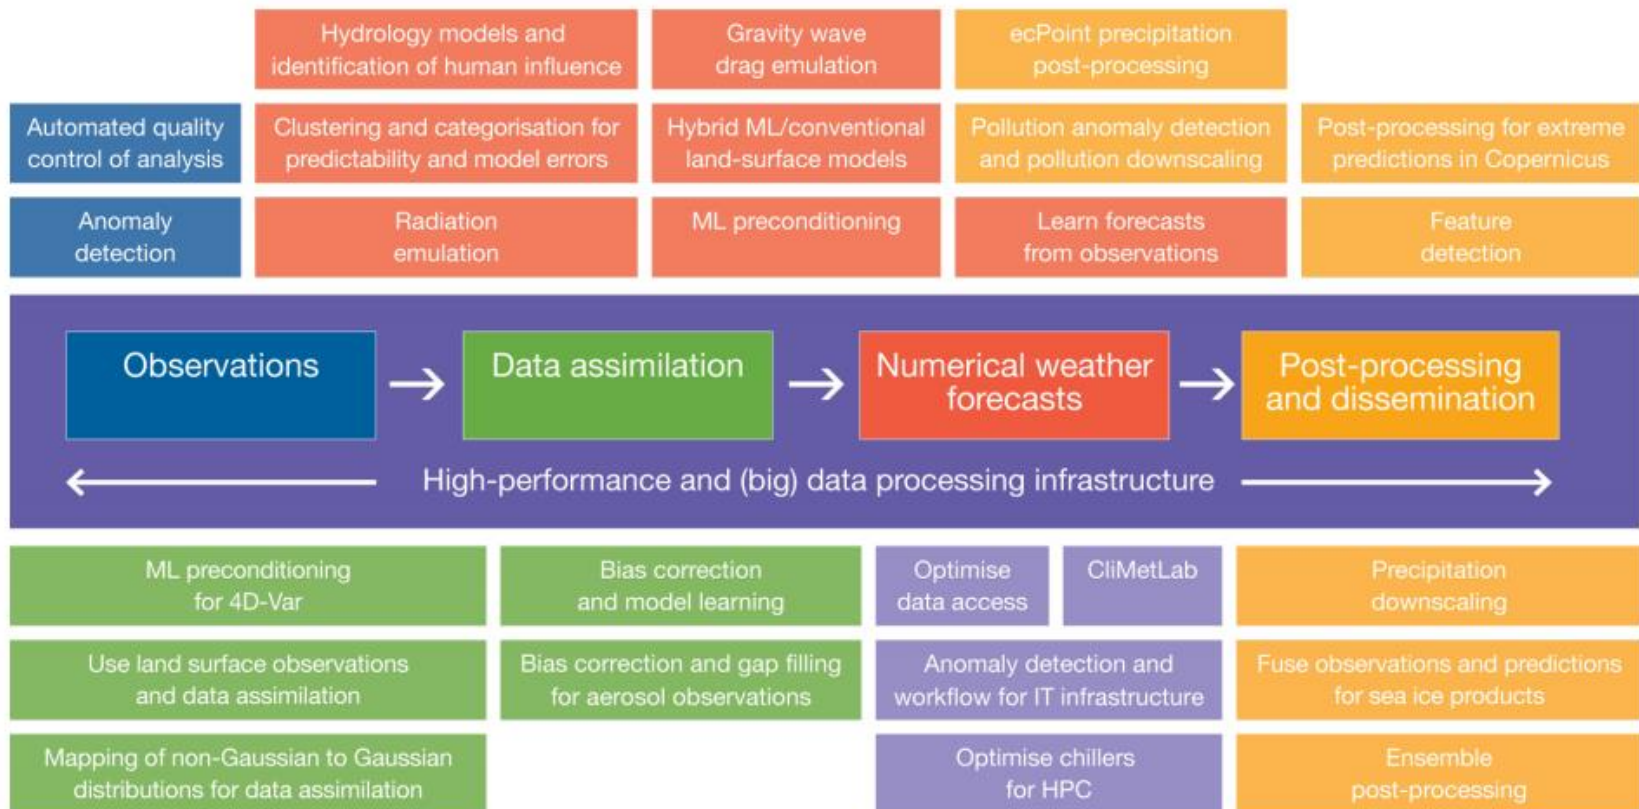 Hydrology models and
identification of human influence
Gravity wave
drag emulation
ecPoint precipitation
post-processing
Automated quality
control of analysis
Clustering and categorisation for
predictability and model errors
Hybrid ML/conventional
land-surface models
Pollution anomaly detection
and pollution downscaling
Post-processing for extreme
predictions in Copernicus
Anomaly
detection
Radiation
emulation
ML preconditioning
Learn forecasts
from observations
Feature
detection
Observations
Data assimilation
Numerical weather
forecasts
Post-processing
and dissemination
High-performance and (big) data processing infrastructure
ML preconditioning
for 4D-Var
Bias correction
and model learning
Optimise
data access
CliMetLab
Precipitation
downscaling
Use land surface observations
and data assimilation
Bias correction and gap filling
for aerosol observations
Anomaly detection and
workflow for IT infrastructure
Fuse observations and predictions
for sea ice products
Mapping of non-Gaussian to Gaussian
distributions for data assimilation
Optimise chillers
for HPC
Ensemble
post-processing